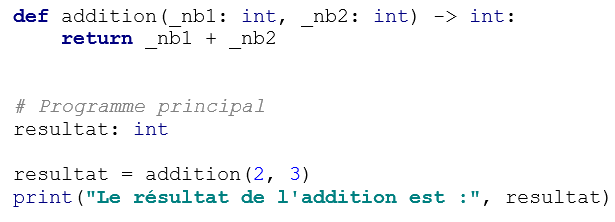 def addition(_nb1: int, _nb2: int) -> int:
    return _nb1 + _nb2
# Programme principal
resultat: int
resultat = addition(2, 3)
print("Le résultat de l'addition est :", resultat)